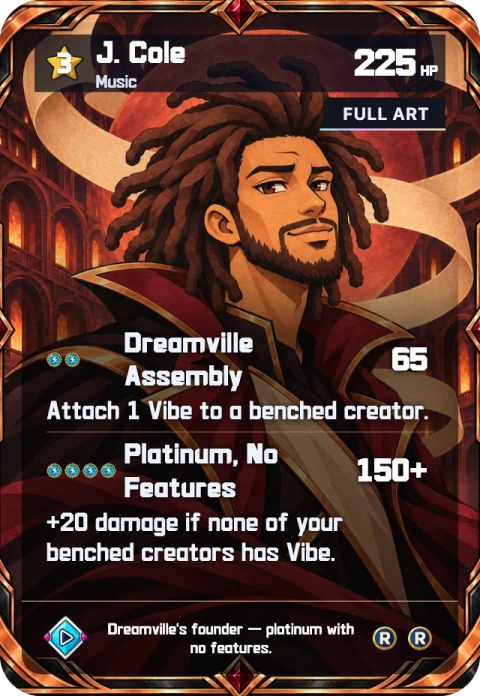 3
J. Cole
225 HP
Music
FULL ART
Dreamville
Assembly
65
Attach 1 Vibe to a benched creator.
Platinum, No
Features
150+
+20 damage if none of your
benched creators has Vibe.
Dreamville's founder — platinum with
no features.
R R